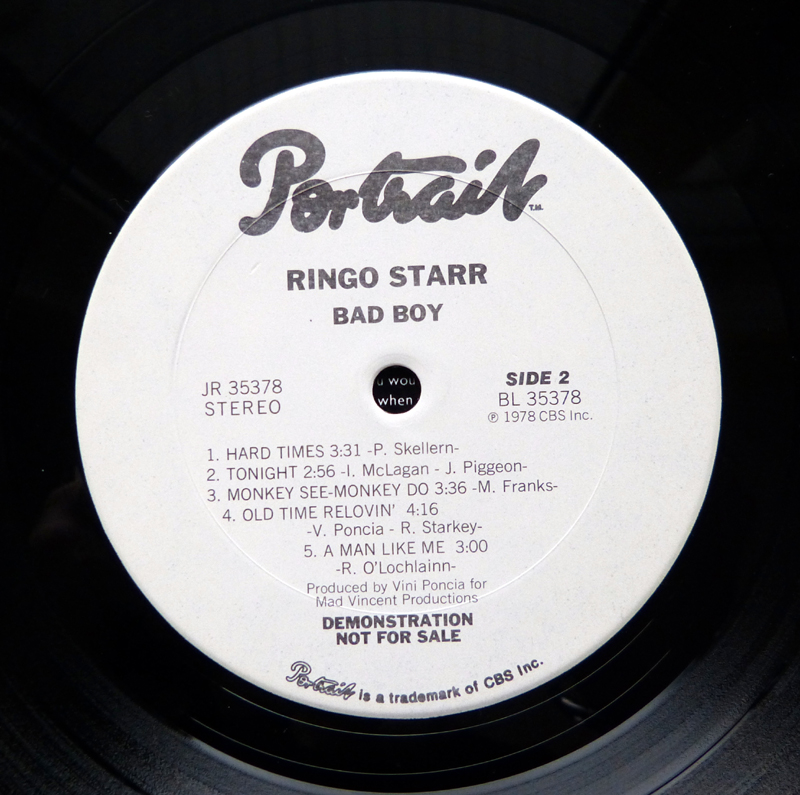 Portrait T.M.
RINGO STARR
BAD BOY
JR 35378
STEREO
u wou
when
SIDE 2
BL 35378
℗ 1978 CBS Inc.
1. HARD TIMES 3:31 -P. Skellern-
2. TONIGHT 2:56 -I. McLagan - J. Piggeon-
3. MONKEY SEE-MONKEY DO 3:36 -M. Franks-
4. OLD TIME RELOVIN' 4:16
-V. Poncia - R. Starkey-
5. A MAN LIKE ME 3:00
-R. O'Lochlainn-
Produced by Vini Poncia for
Mad Vincent Productions
DEMONSTRATION
NOT FOR SALE
Portrait is a trademark of CBS Inc.